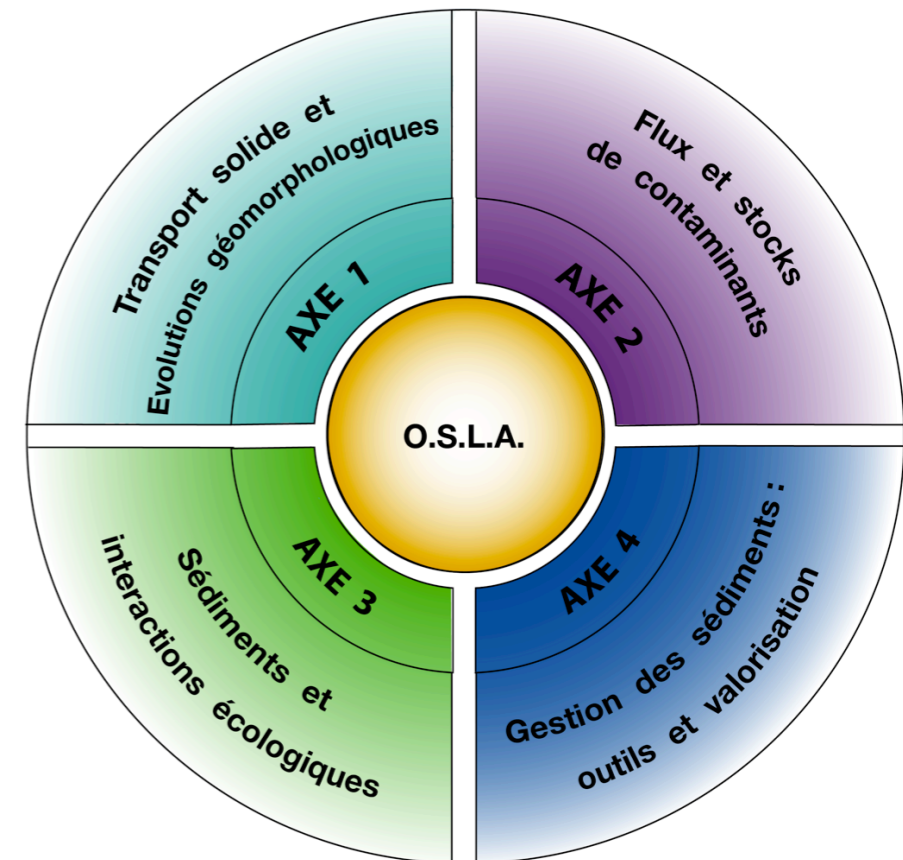 Transport solide et
Evolutions géomorphologiques
AXE 1
Flux et stocks
de contaminants
AXE 2
O.S.L.A.
AXE 3
Sédiments et
interactions écologiques
AXE 4
Gestion des sédiments :
outils et valorisation